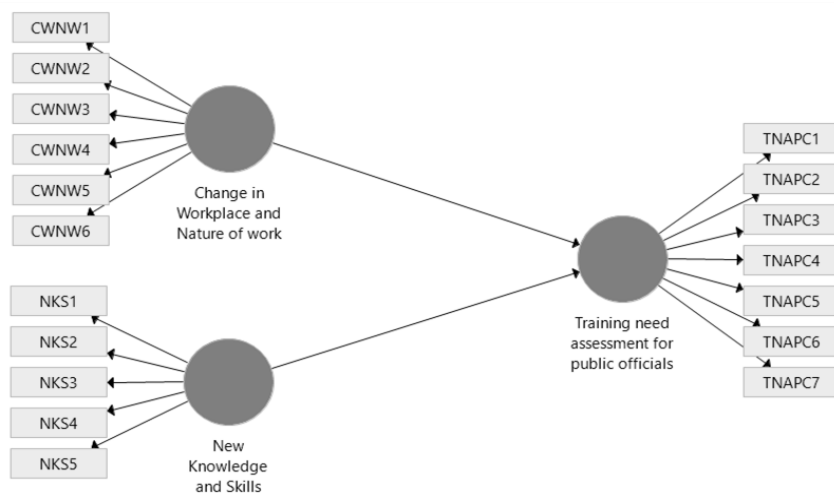 CWNW1
CWNW2
CWNW3
CWNW4
CWNW5
CWNW6
Change in
Workplace and
Nature of work
NKS1
NKS2
NKS3
NKS4
NKS5
New
Knowledge
and Skills
Training need
assessment for
public officials
TNAPC1
TNAPC2
TNAPC3
TNAPC4
TNAPC5
TNAPC6
TNAPC7